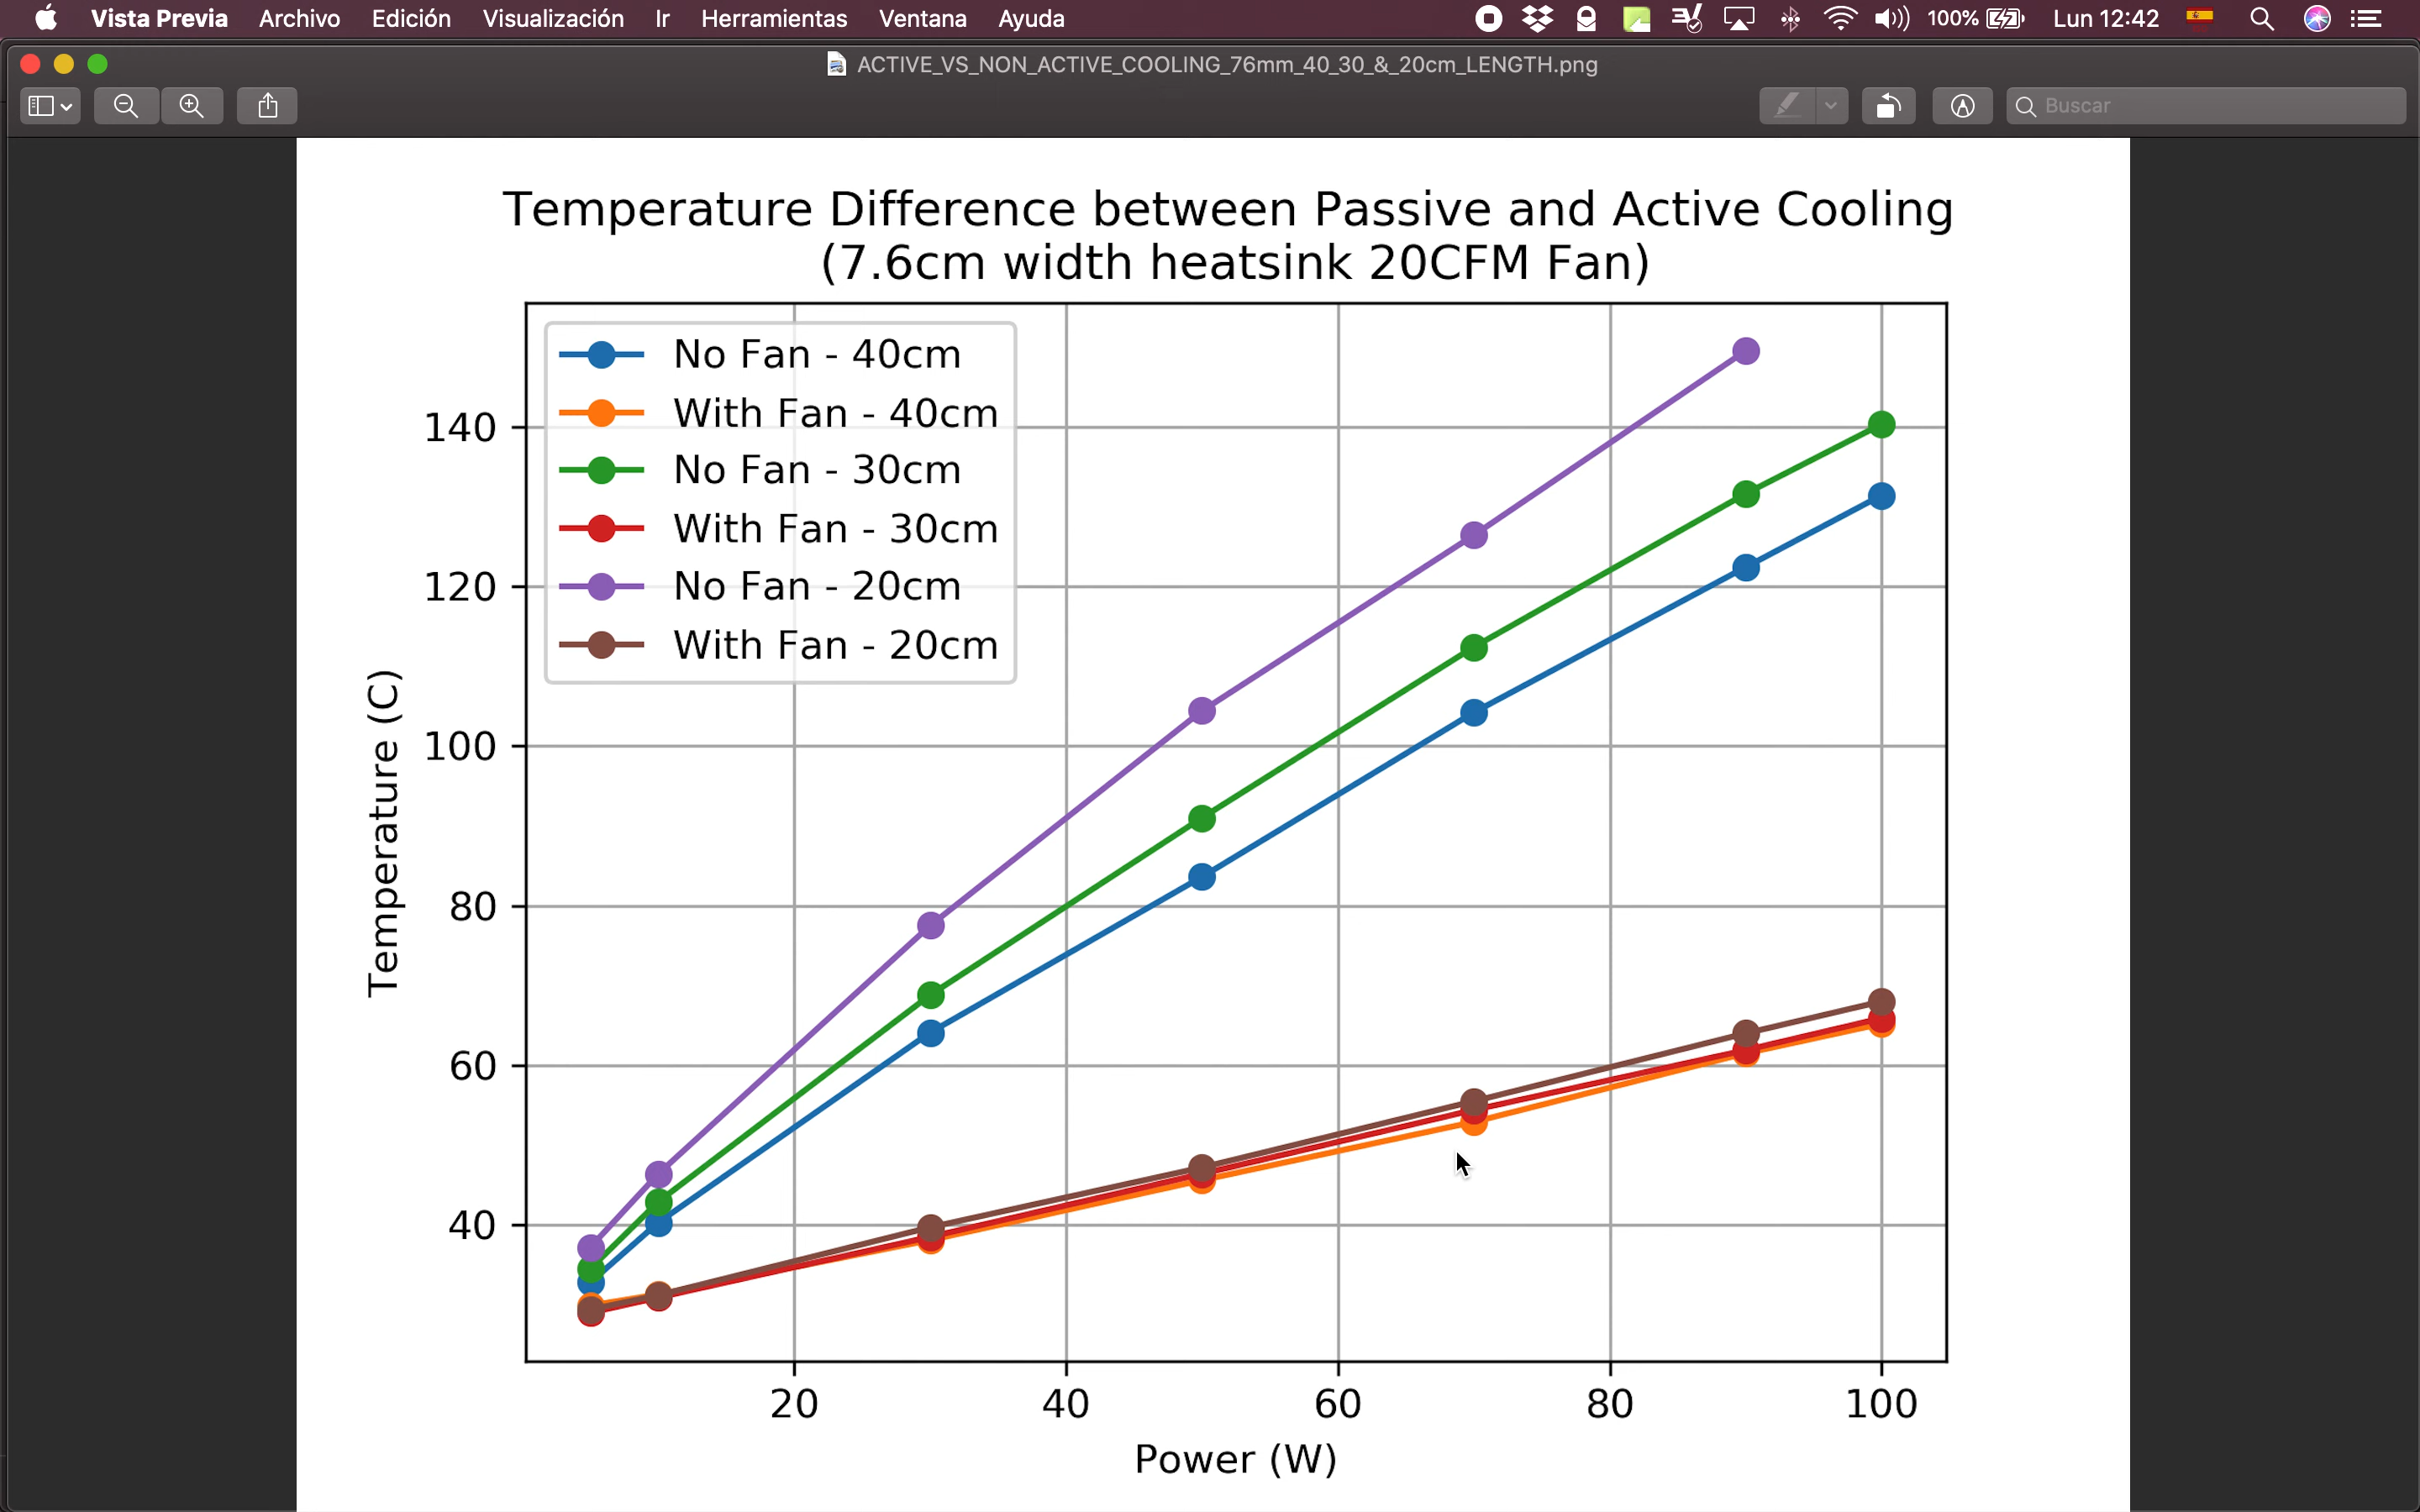 Vista Previa Archivo Edición Visualización Ir Herramientas Ventana Ayuda 100% Lun 12:42
ACTIVE_VS_NON_ACTIVE_COOLING_76mm_40_30_&_20cm_LENGTH.png
Buscar
Temperature Difference between Passive and Active Cooling
(7.6cm width heatsink 20CFM Fan)
No Fan - 40cm
With Fan - 40cm
No Fan - 30cm
With Fan - 30cm
No Fan - 20cm
With Fan - 20cm
Temperature (C)
140
120
100
80
60
40
20 40 60 80 100
Power (W)